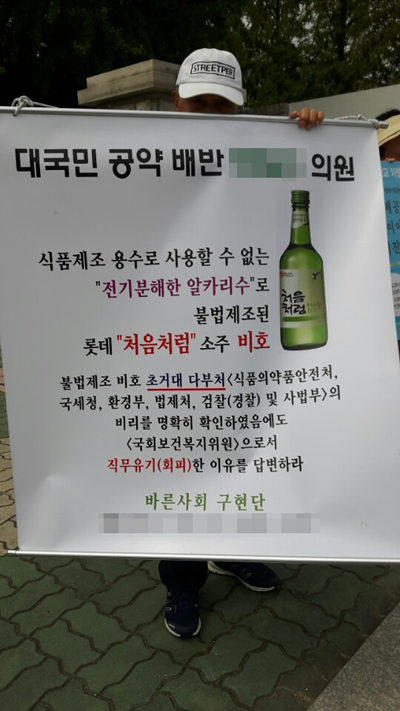 STREETPER
대국민 공약 배반 의원
식품제조 용수로 사용할 수 없는
"전기분해한 알카리수"로
불법제조된
롯데 "처음처럼" 소주 비호
처음
처럼
불법제조 비호 초거대 다부처<식품의약품안전처,
국세청, 환경부, 법제처, 검찰(경찰) 및 사법부>의
비리를 명확히 확인하였음에도
<국회보건복지위원>으로서
직무유기(회피)한 이유를 답변하라
바른사회 구현단